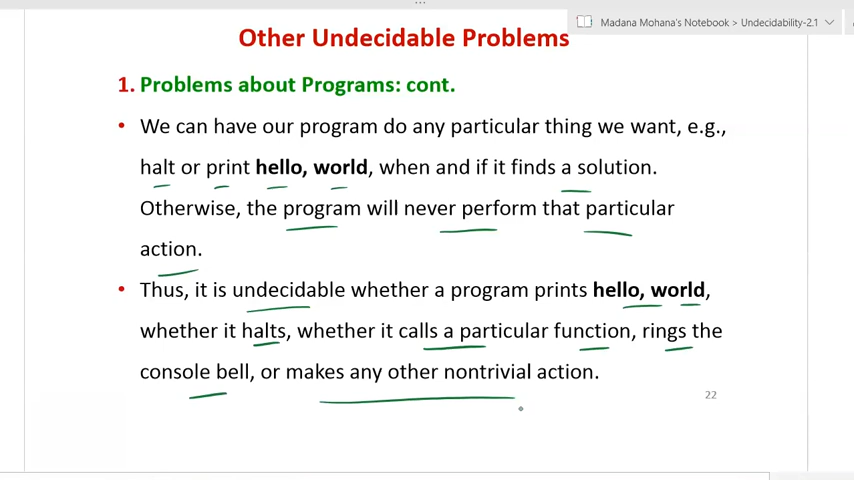 Madana Mohana's Notebook > Undecidability-2.1
Other Undecidable Problems
1. Problems about Programs: cont.
• We can have our program do any particular thing we want, e.g.,
halt or print hello, world, when and if it finds a solution.
Otherwise, the program will never perform that particular
action.
• Thus, it is undecidable whether a program prints hello, world,
whether it halts, whether it calls a particular function, rings the
console bell, or makes any other nontrivial action.
22